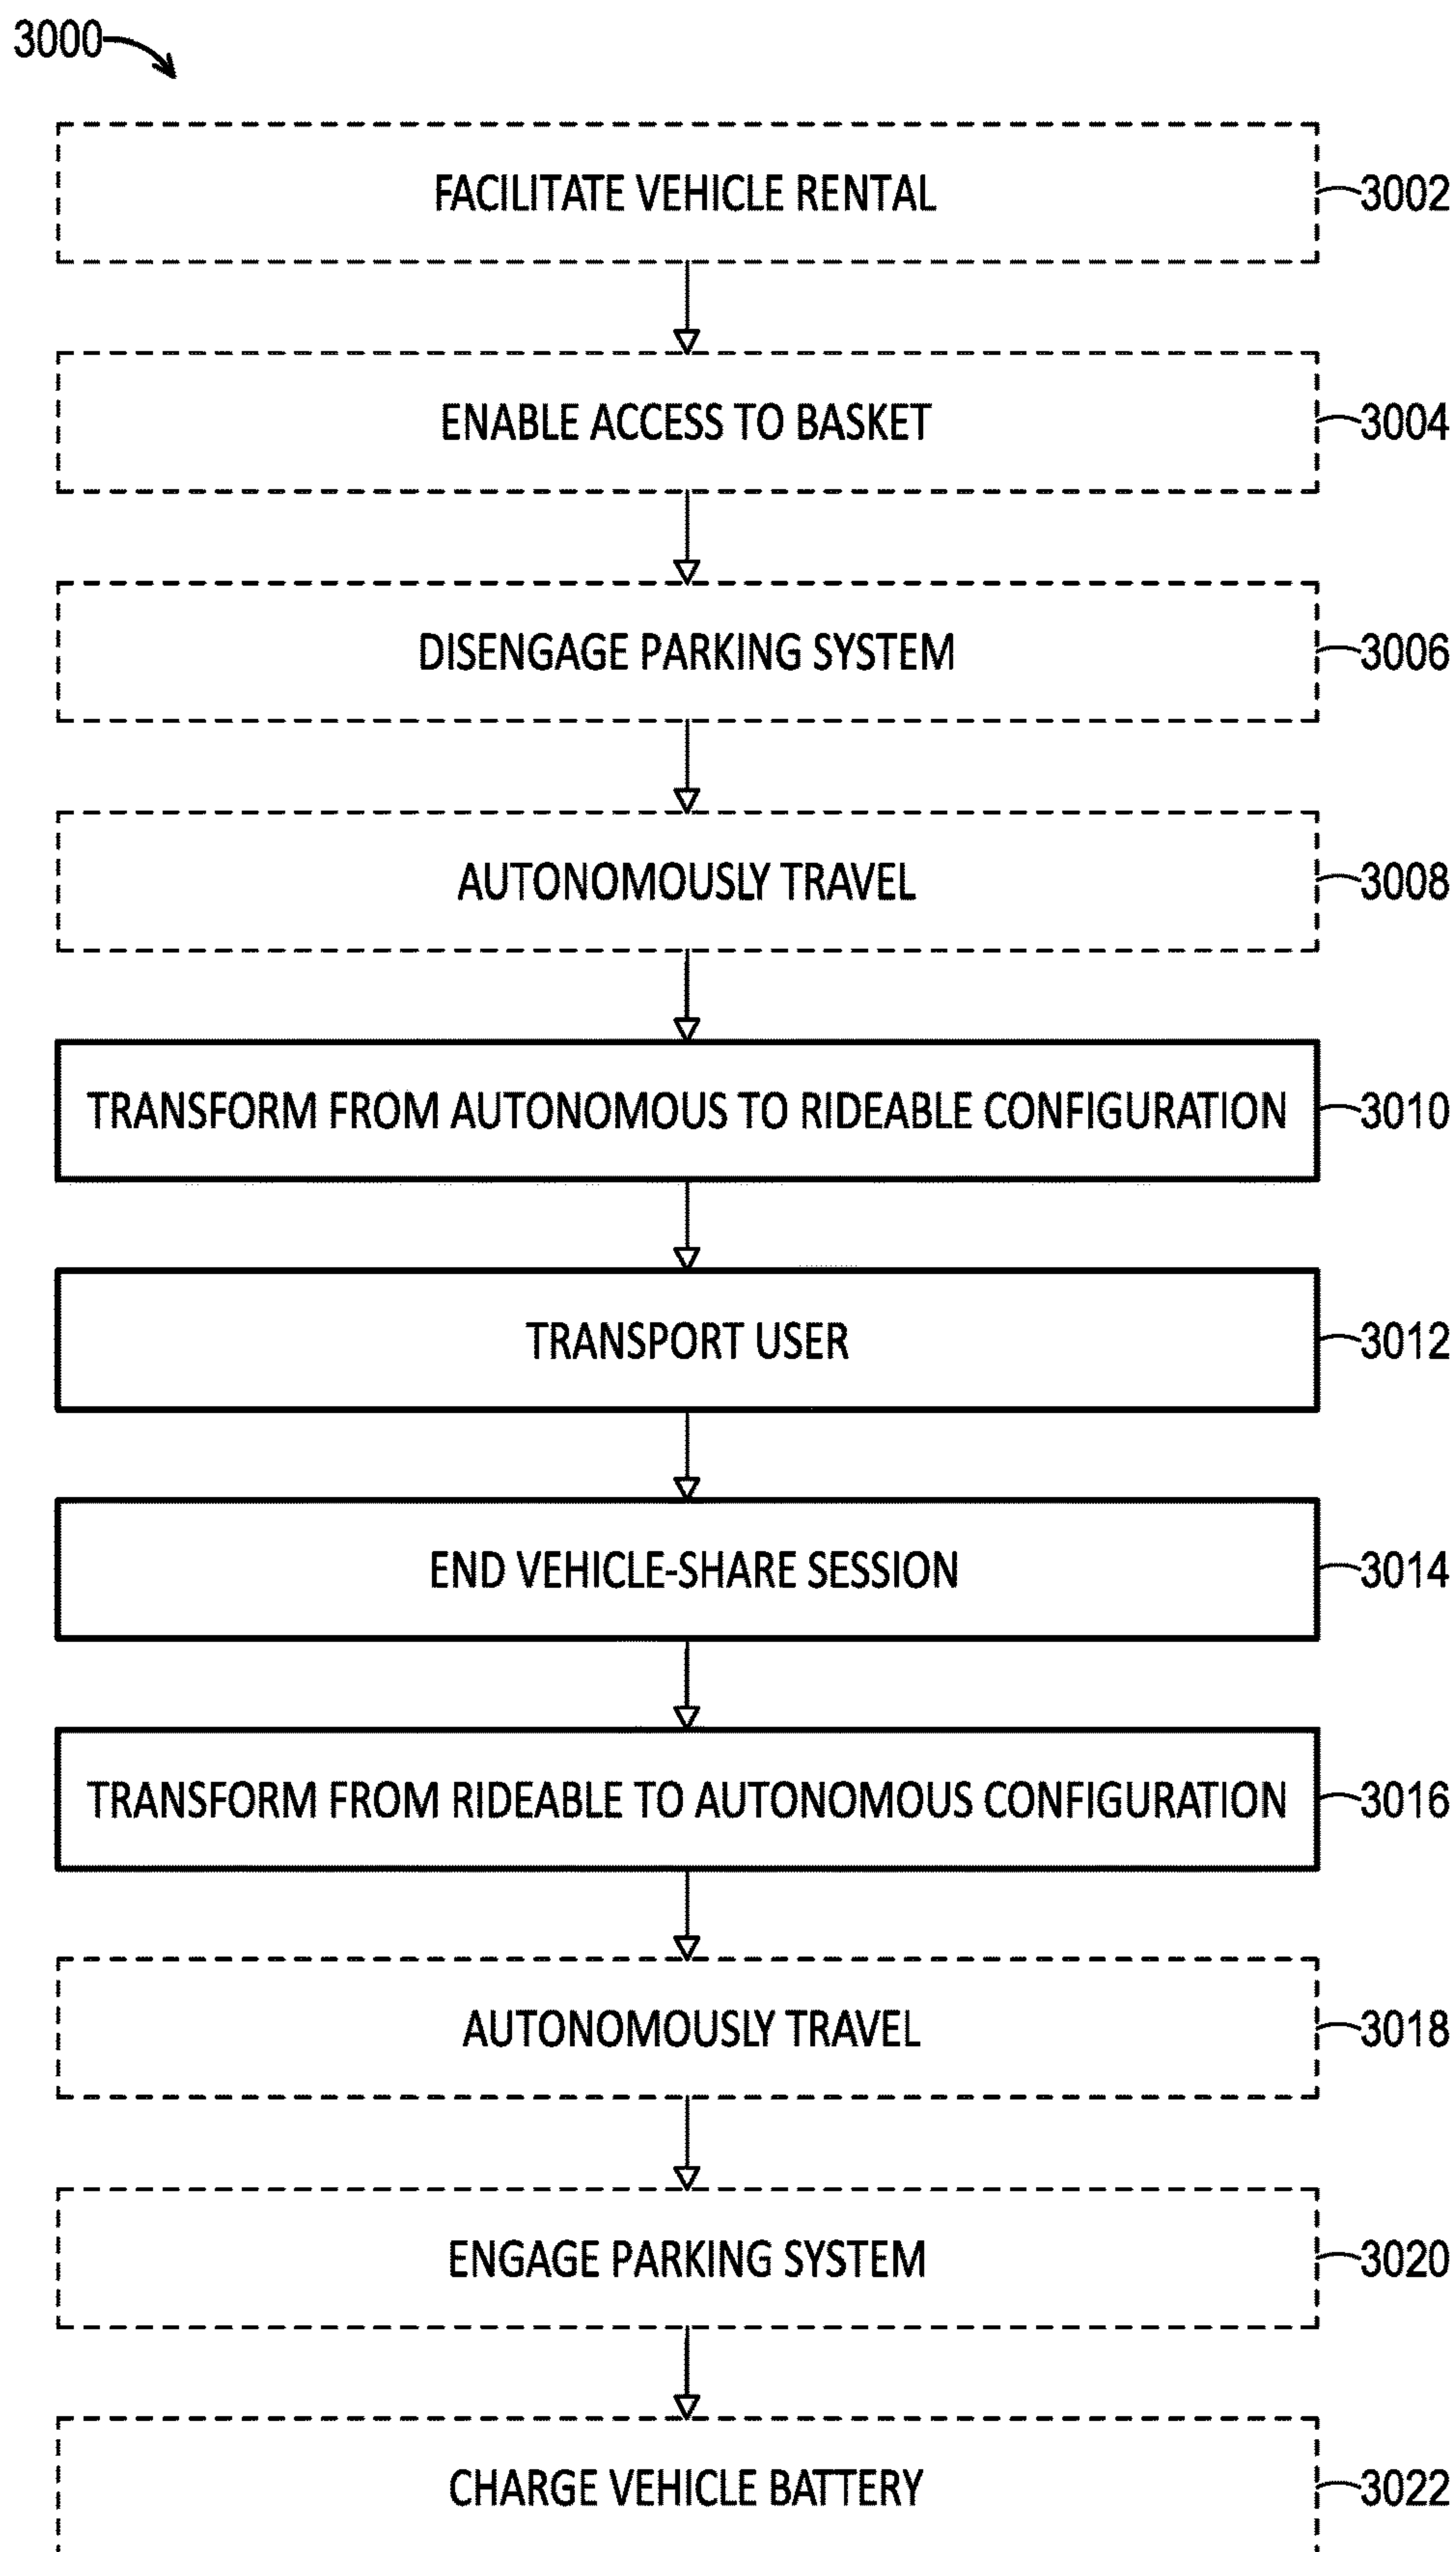 3000
FACILITATE VEHICLE RENTAL 3002
ENABLE ACCESS TO BASKET 3004
DISENGAGE PARKING SYSTEM 3006
AUTONOMOUSLY TRAVEL 3008
TRANSFORM FROM AUTONOMOUS TO RIDEABLE CONFIGURATION 3010
TRANSPORT USER 3012
END VEHICLE-SHARE SESSION 3014
TRANSFORM FROM RIDEABLE TO AUTONOMOUS CONFIGURATION 3016
AUTONOMOUSLY TRAVEL 3018
ENGAGE PARKING SYSTEM 3020
CHARGE VEHICLE BATTERY 3022